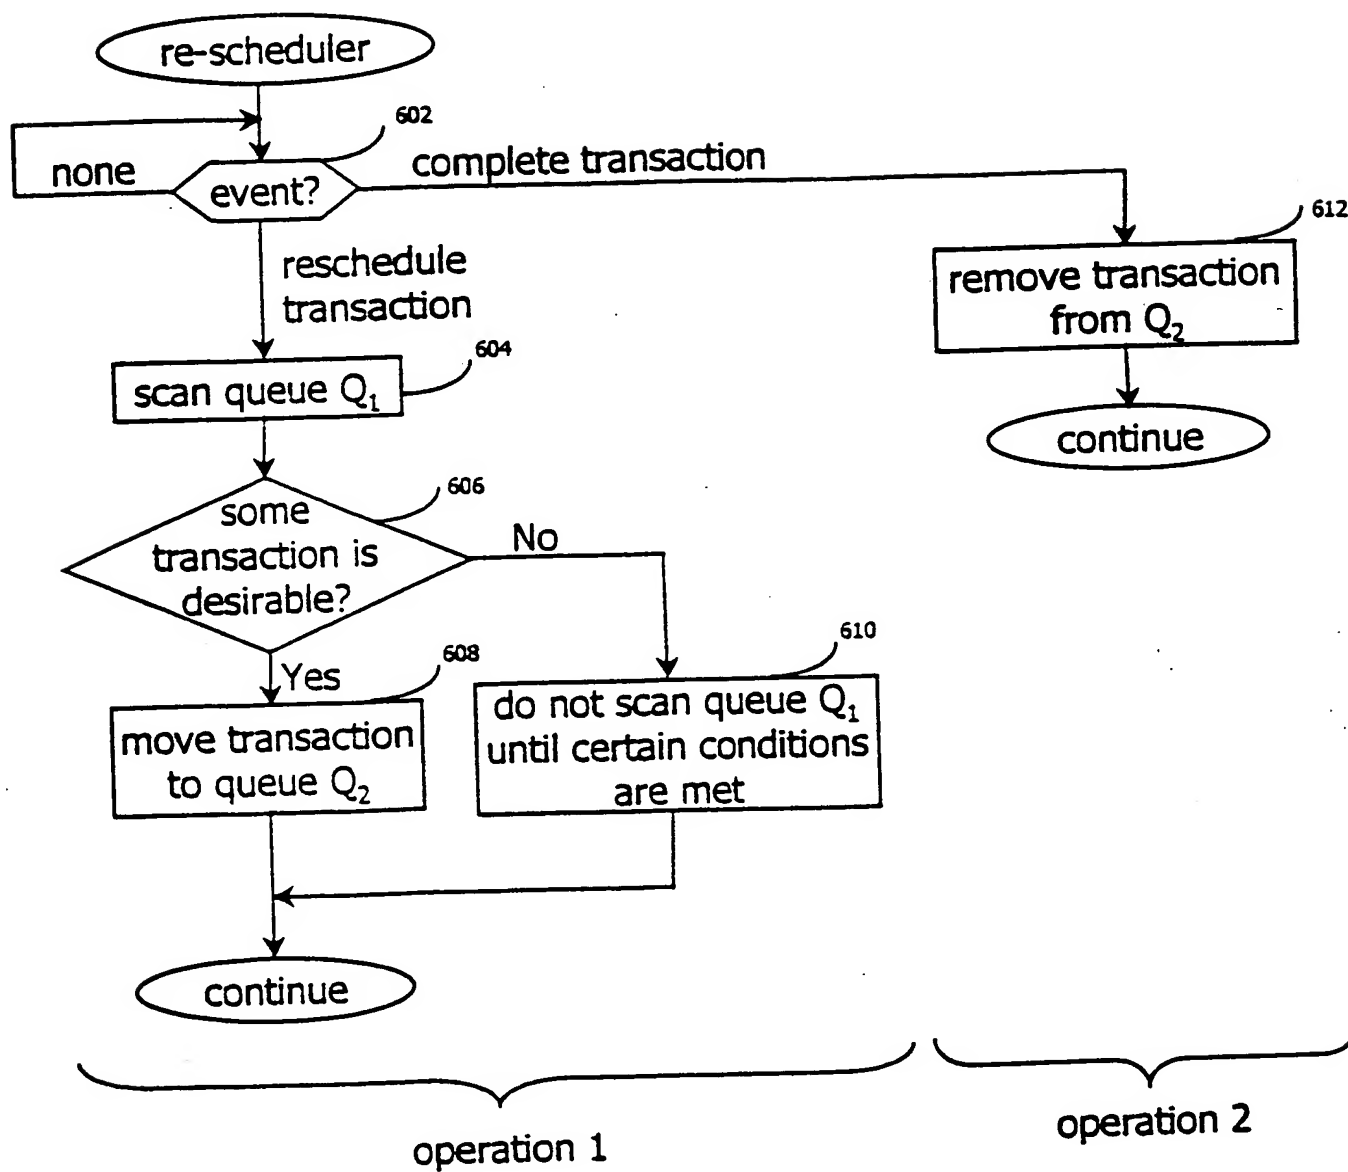 re-scheduler
602
none
event?
complete transaction
612
reschedule
transaction
remove transaction
from Q₂
604
scan queue Q₁
continue
606
some
transaction is
desirable?
No
608
Yes
610
move transaction
to queue Q₂
do not scan queue Q₁
until certain conditions
are met
continue
operation 1
operation 2